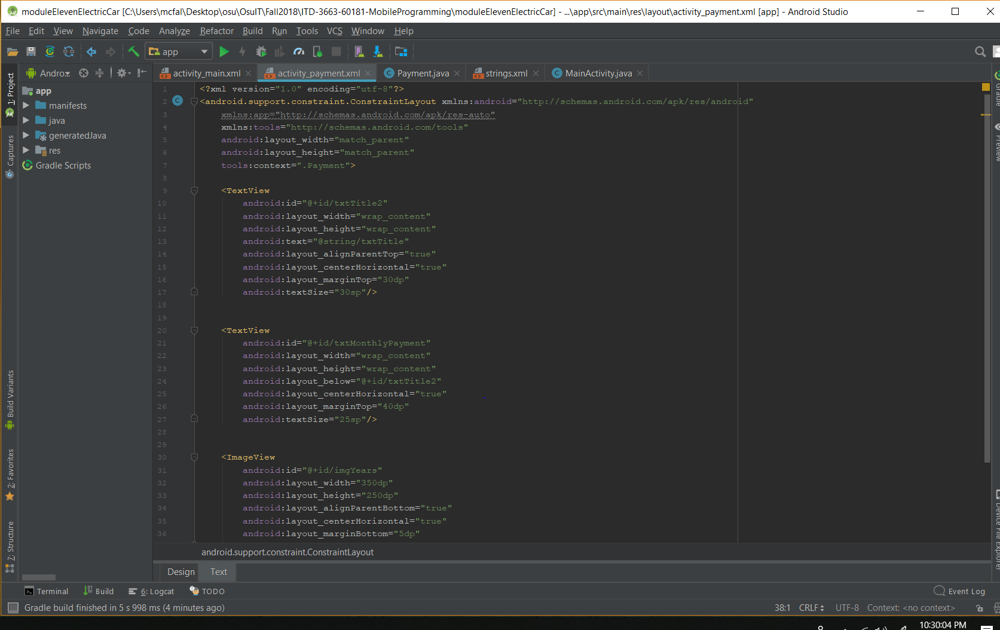 moduleElevenElectricCar [C:\Users\mcfal\Desktop\osu\OsuIT\Fall2018\ITD-3663-60181-MobileProgramming\moduleElevenElectricCar] - ...\app\src\main\res\layout\activity_payment.xml [app] - Android Studio
File Edit View Navigate Code Analyze Refactor Build Run Tools VCS Window Help
app
Andro
activity_main.xml
activity_payment.xml
Payment.java
strings.xml
MainActivity.java
1: Project
Captures
Build Variants
2: Favorites
7: Structure
app
manifests
java
generatedJava
res
Gradle Scripts
1 <?xml version="1.0" encoding="utf-8"?>
2 <android.support.constraint.ConstraintLayout xmlns:android="http://schemas.android.com/apk/res/android"
3 xmlns:app="http://schemas.android.com/apk/res-auto"
4 xmlns:tools="http://schemas.android.com/tools"
5 android:layout_width="match_parent"
6 android:layout_height="match_parent"
7 tools:context=".Payment">
8
9 <TextView
10 android:id="@+id/txtTitle2"
11 android:layout_width="wrap_content"
12 android:layout_height="wrap_content"
13 android:text="@string/txtTitle"
14 android:layout_alignParentTop="true"
15 android:layout_centerHorizontal="true"
16 android:layout_marginTop="30dp"
17 android:textSize="30sp"/>
18
19
20 <TextView
21 android:id="@+id/txtMonthlyPayment"
22 android:layout_width="wrap_content"
23 android:layout_height="wrap_content"
24 android:layout_below="@+id/txtTitle2"
25 android:layout_centerHorizontal="true"
26 android:layout_marginTop="40dp"
27 android:textSize="25sp"/>
28
29
30 <ImageView
31 android:id="@+id/imgYears"
32 android:layout_width="350dp"
33 android:layout_height="250dp"
34 android:layout_alignParentBottom="true"
35 android:layout_centerHorizontal="true"
36 android:layout_marginBottom="5dp"
Gradle
Preview
Device File Explorer
android.support.constraint.ConstraintLayout
Design Text
Terminal Build 6: Logcat TODO Event Log
Gradle build finished in 5 s 998 ms (4 minutes ago) 38:1 CRLF UTF-8 Context: <no context>
10:30:04 PM